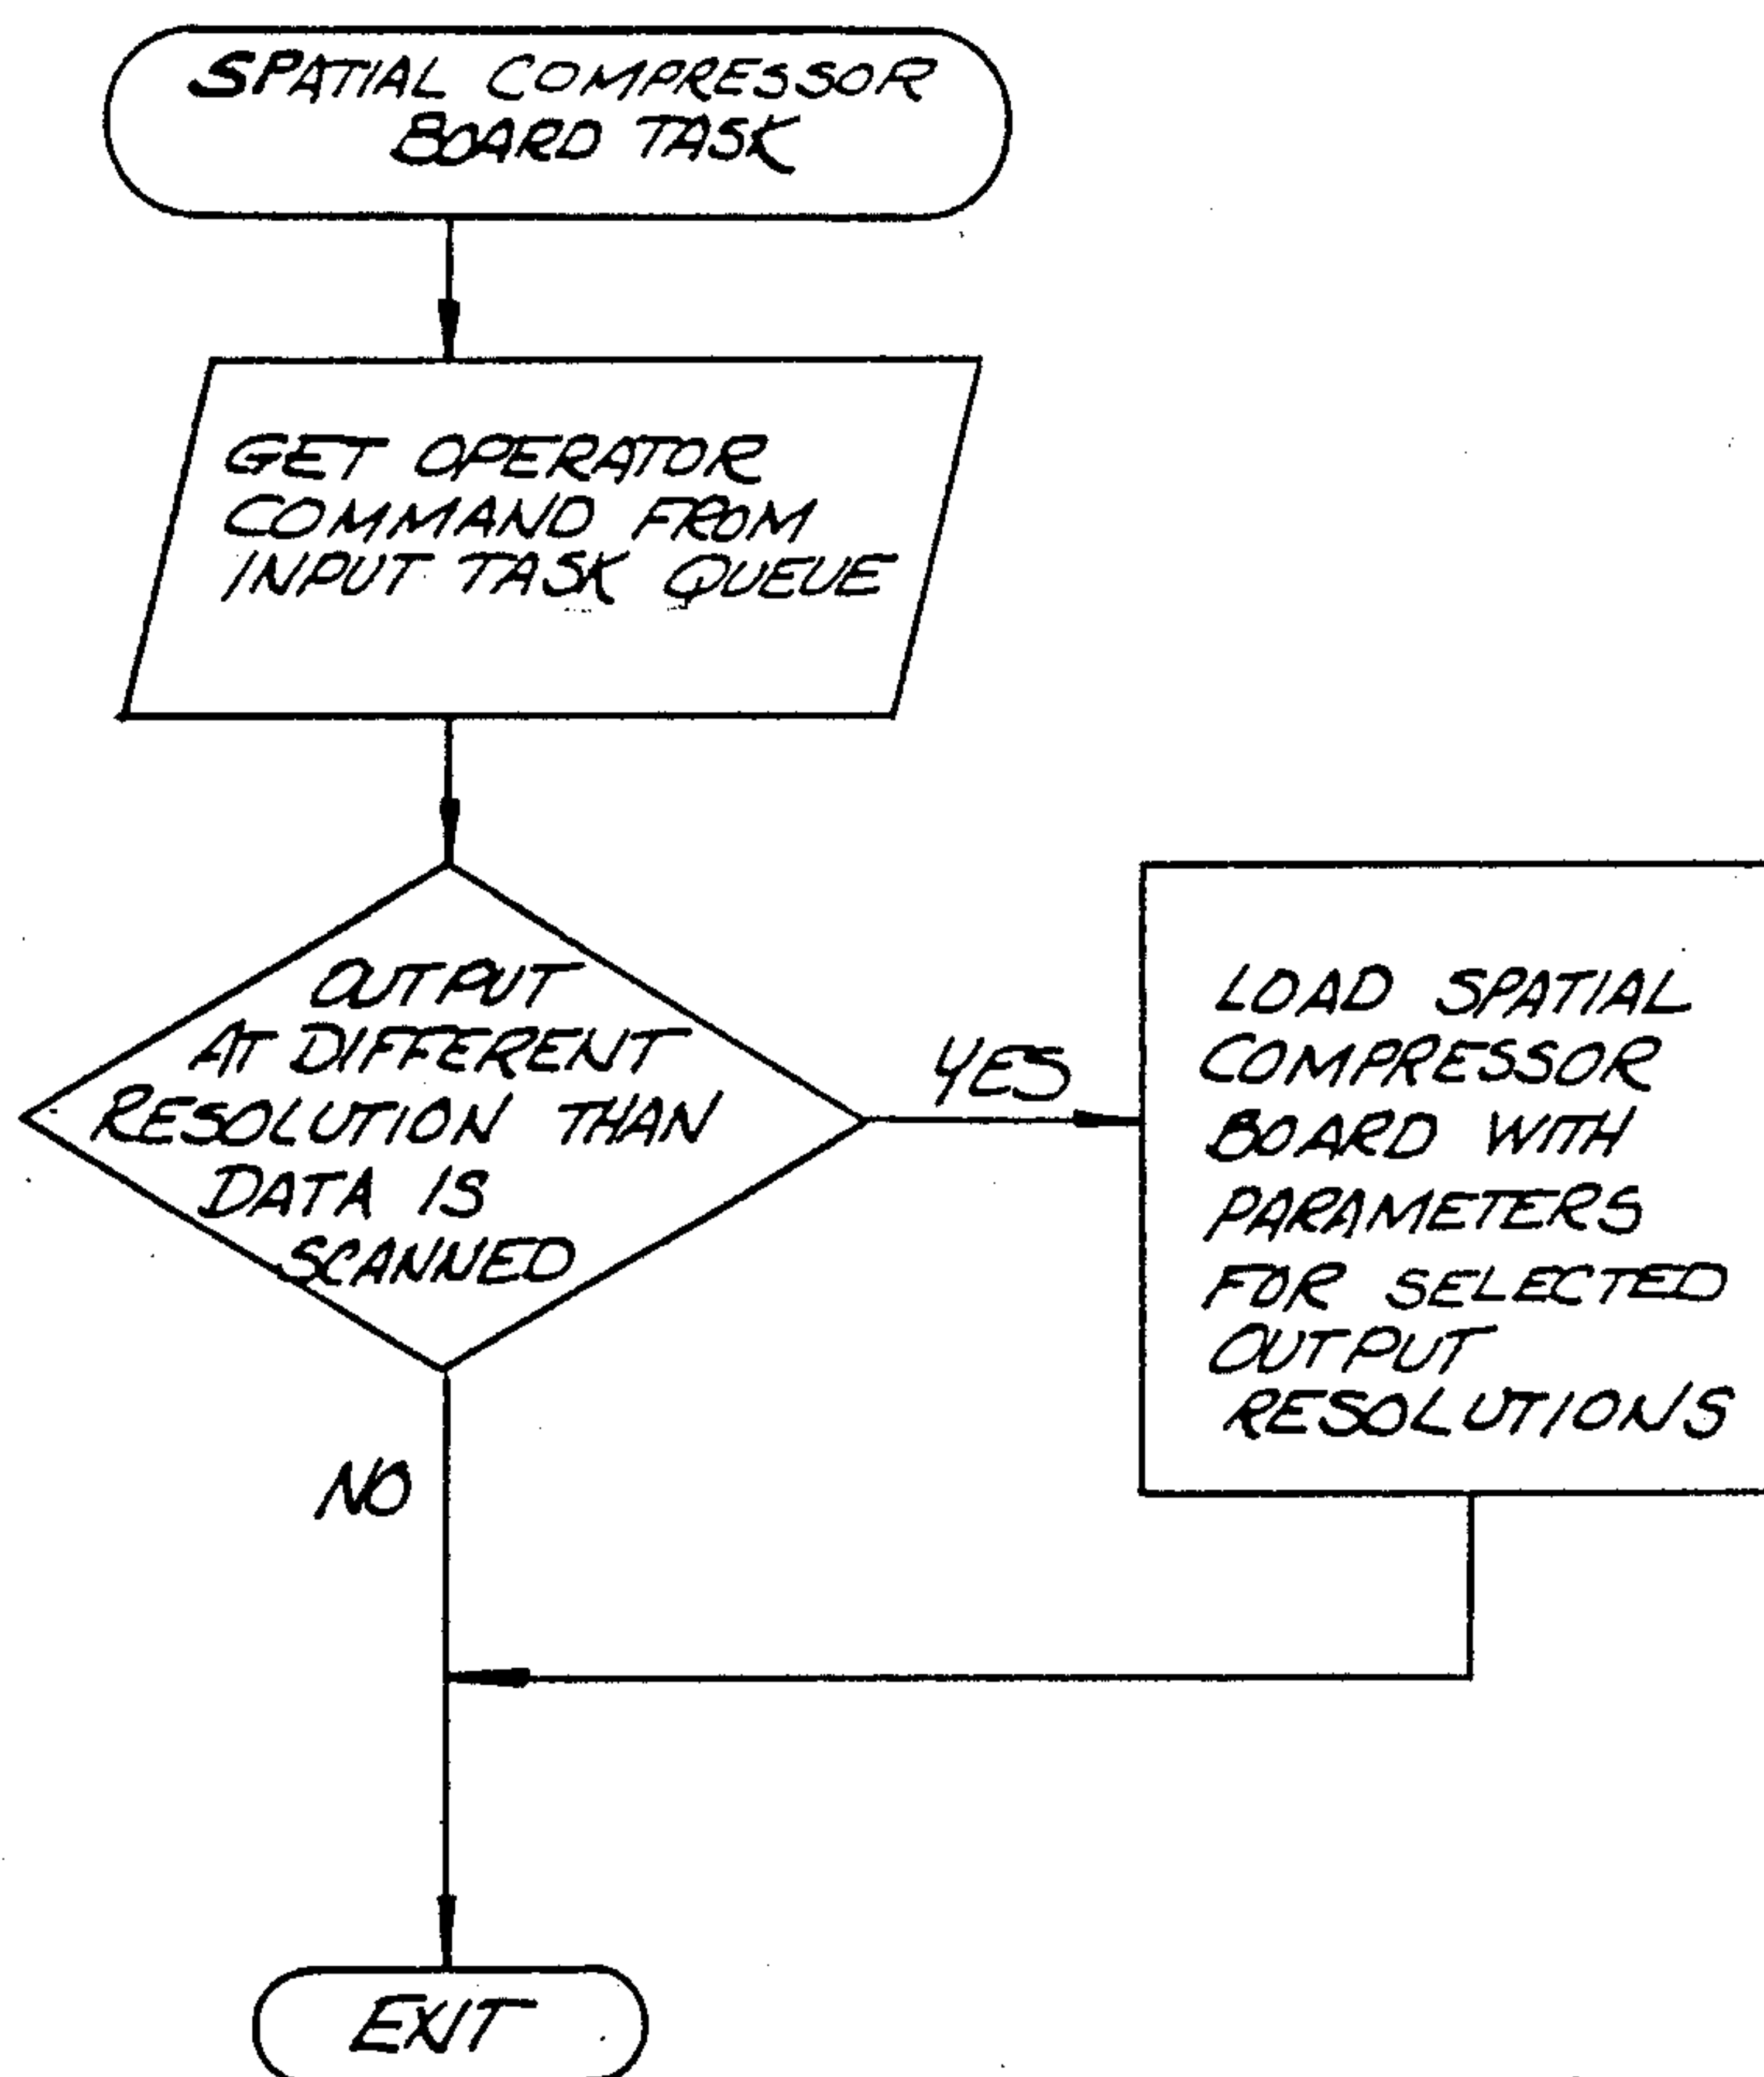 SPATIAL COMPRESSOR
BOARD TASK
GET OPERATOR
COMMAND FROM
INPUT TASK QUEUE
OUTPUT
AT DIFFERENT
RESOLUTION THAN
DATA IS
SCANNED
YES
LOAD SPATIAL
COMPRESSOR
BOARD WITH
PARAMETERS
FOR SELECTED
OUTPUT
RESOLUTIONS
NO
EXIT